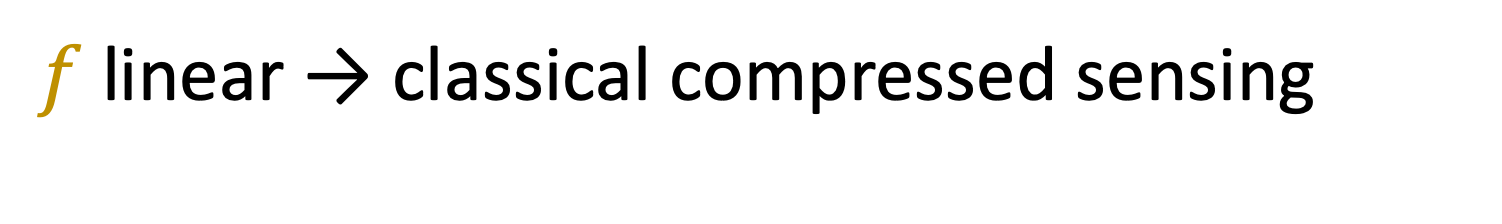 f linear → classical compressed sensing